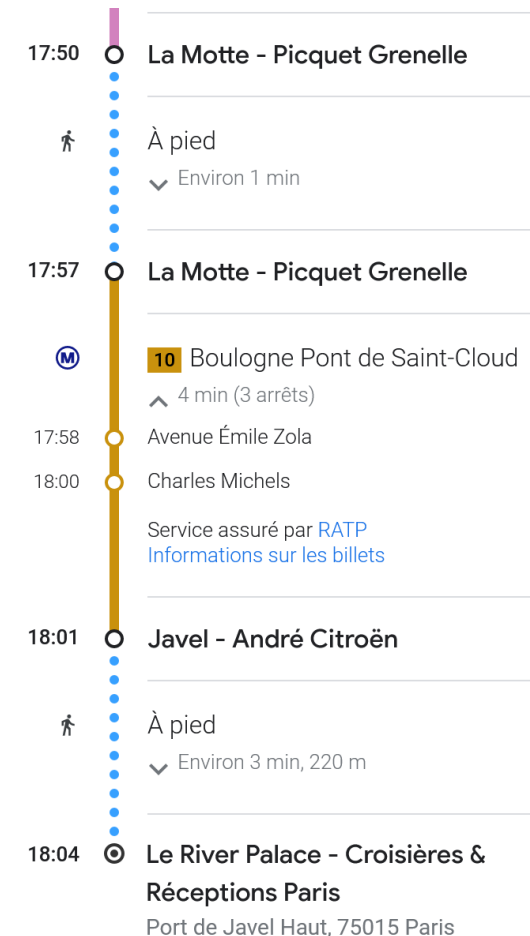 17:50 La Motte - Picquet Grenelle
À pied
Environ 1 min
17:57 La Motte - Picquet Grenelle
M 10 Boulogne Pont de Saint-Cloud
4 min (3 arrêts)
17:58 Avenue Émile Zola
18:00 Charles Michels
Service assuré par RATP
Informations sur les billets
18:01 Javel - André Citroën
À pied
Environ 3 min, 220 m
18:04 Le River Palace - Croisières &
Réceptions Paris
Port de Javel Haut, 75015 Paris